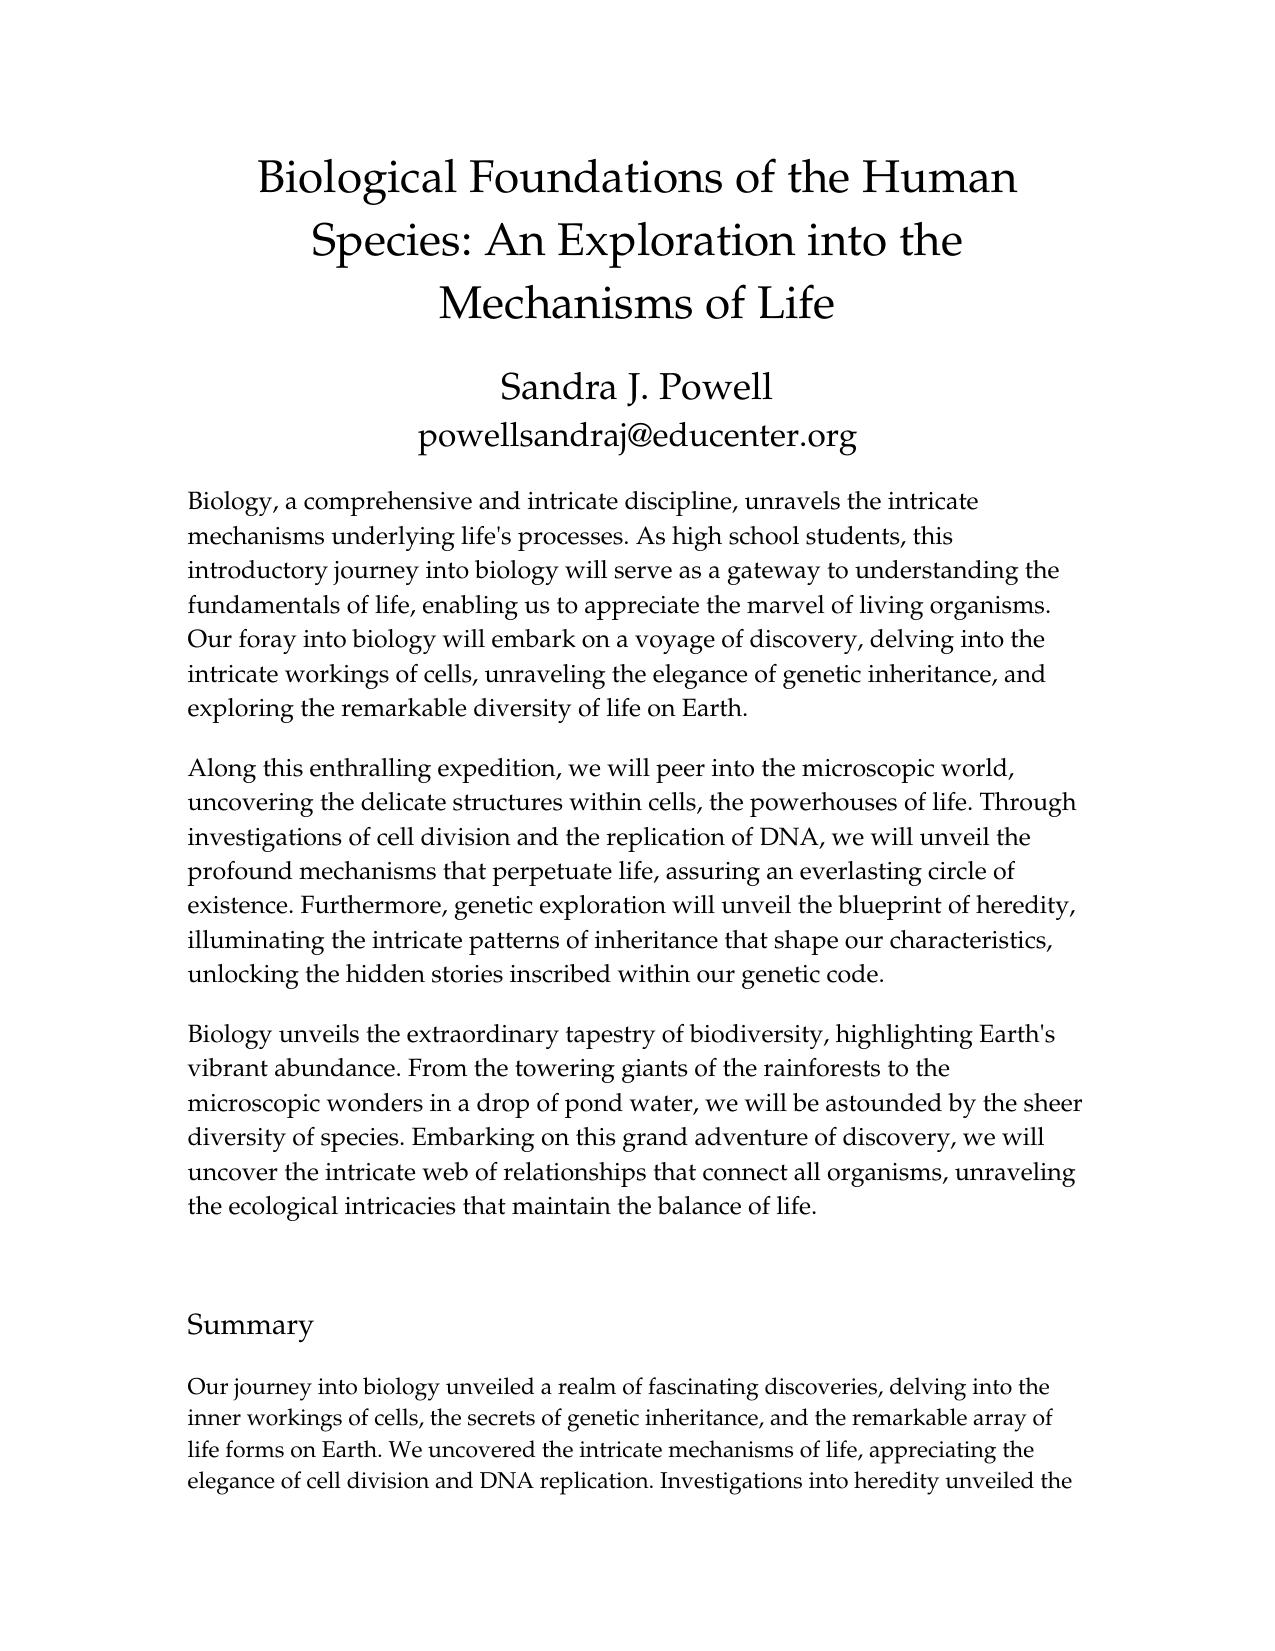 Biological Foundations of the Human
Species: An Exploration into the
Mechanisms of Life
Sandra J. Powell
powellsandraj@educenter.org
Biology, a comprehensive and intricate discipline, unravels the intricate
mechanisms underlying life's processes. As high school students, this
introductory journey into biology will serve as a gateway to understanding the
fundamentals of life, enabling us to appreciate the marvel of living organisms.
Our foray into biology will embark on a voyage of discovery, delving into the
intricate workings of cells, unraveling the elegance of genetic inheritance, and
exploring the remarkable diversity of life on Earth.
Along this enthralling expedition, we will peer into the microscopic world,
uncovering the delicate structures within cells, the powerhouses of life. Through
investigations of cell division and the replication of DNA, we will unveil the
profound mechanisms that perpetuate life, assuring an everlasting circle of
existence. Furthermore, genetic exploration will unveil the blueprint of heredity,
illuminating the intricate patterns of inheritance that shape our characteristics,
unlocking the hidden stories inscribed within our genetic code.
Biology unveils the extraordinary tapestry of biodiversity, highlighting Earth's
vibrant abundance. From the towering giants of the rainforests to the
microscopic wonders in a drop of pond water, we will be astounded by the sheer
diversity of species. Embarking on this grand adventure of discovery, we will
uncover the intricate web of relationships that connect all organisms, unraveling
the ecological intricacies that maintain the balance of life.
Summary
Our journey into biology unveiled a realm of fascinating discoveries, delving into the
inner workings of cells, the secrets of genetic inheritance, and the remarkable array of
life forms on Earth. We uncovered the intricate mechanisms of life, appreciating the
elegance of cell division and DNA replication. Investigations into heredity unveiled the